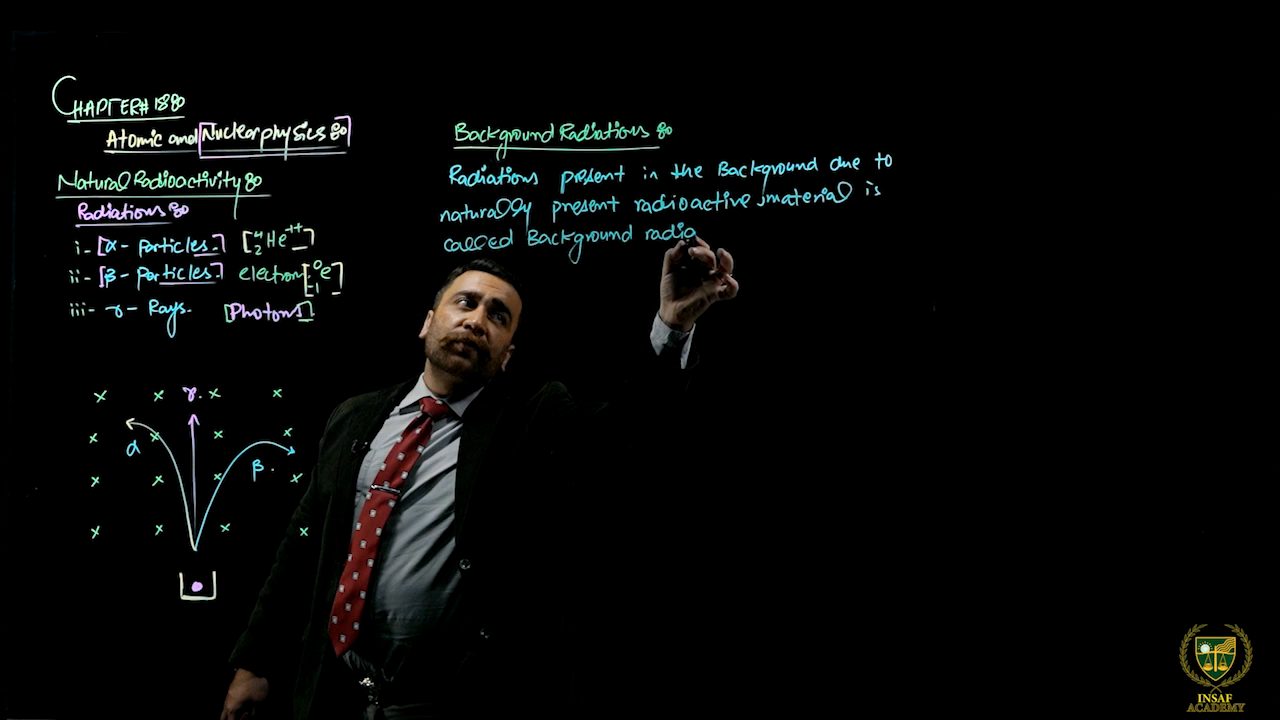 CHAPTER# 18:
Atomic and Nuclear physics:
Natural Radioactivity:
Radiations:
i- [α- particles.] [⁴₂He⁺⁺]
ii- [β- particles.] electron [⁰₋₁e]
iii- γ- Rays. [Photons]
x x γ. x x
α x x x x
x x x β. x
x x x x
Background Radiations:
Radiations present in the Background due to
naturally present radioactive material is
called Background radia
INSAF
ACADEMY